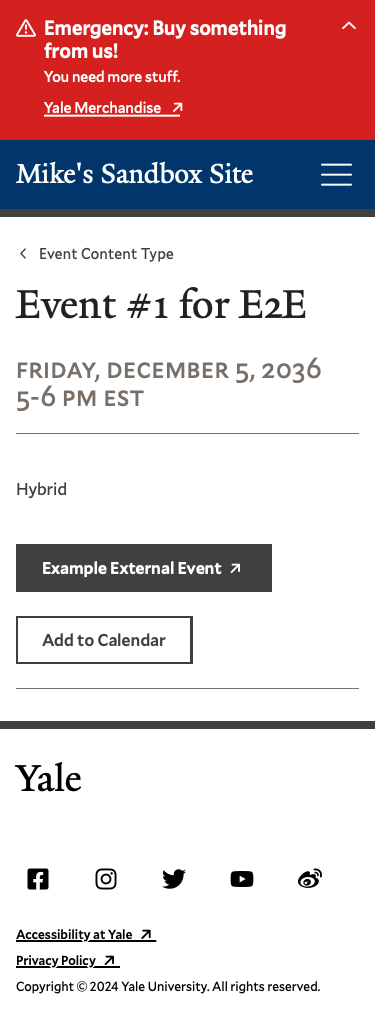 Emergency: Buy something
from us!
You need more stuff.
Yale Merchandise
Mike's Sandbox Site
Event Content Type
Event #1 for E2E
FRIDAY, DECEMBER 5, 2036
5-6 PM EST
Hybrid
Example External Event
Add to Calendar
Yale
Accessibility at Yale
Privacy Policy
Copyright © 2024 Yale University. All rights reserved.